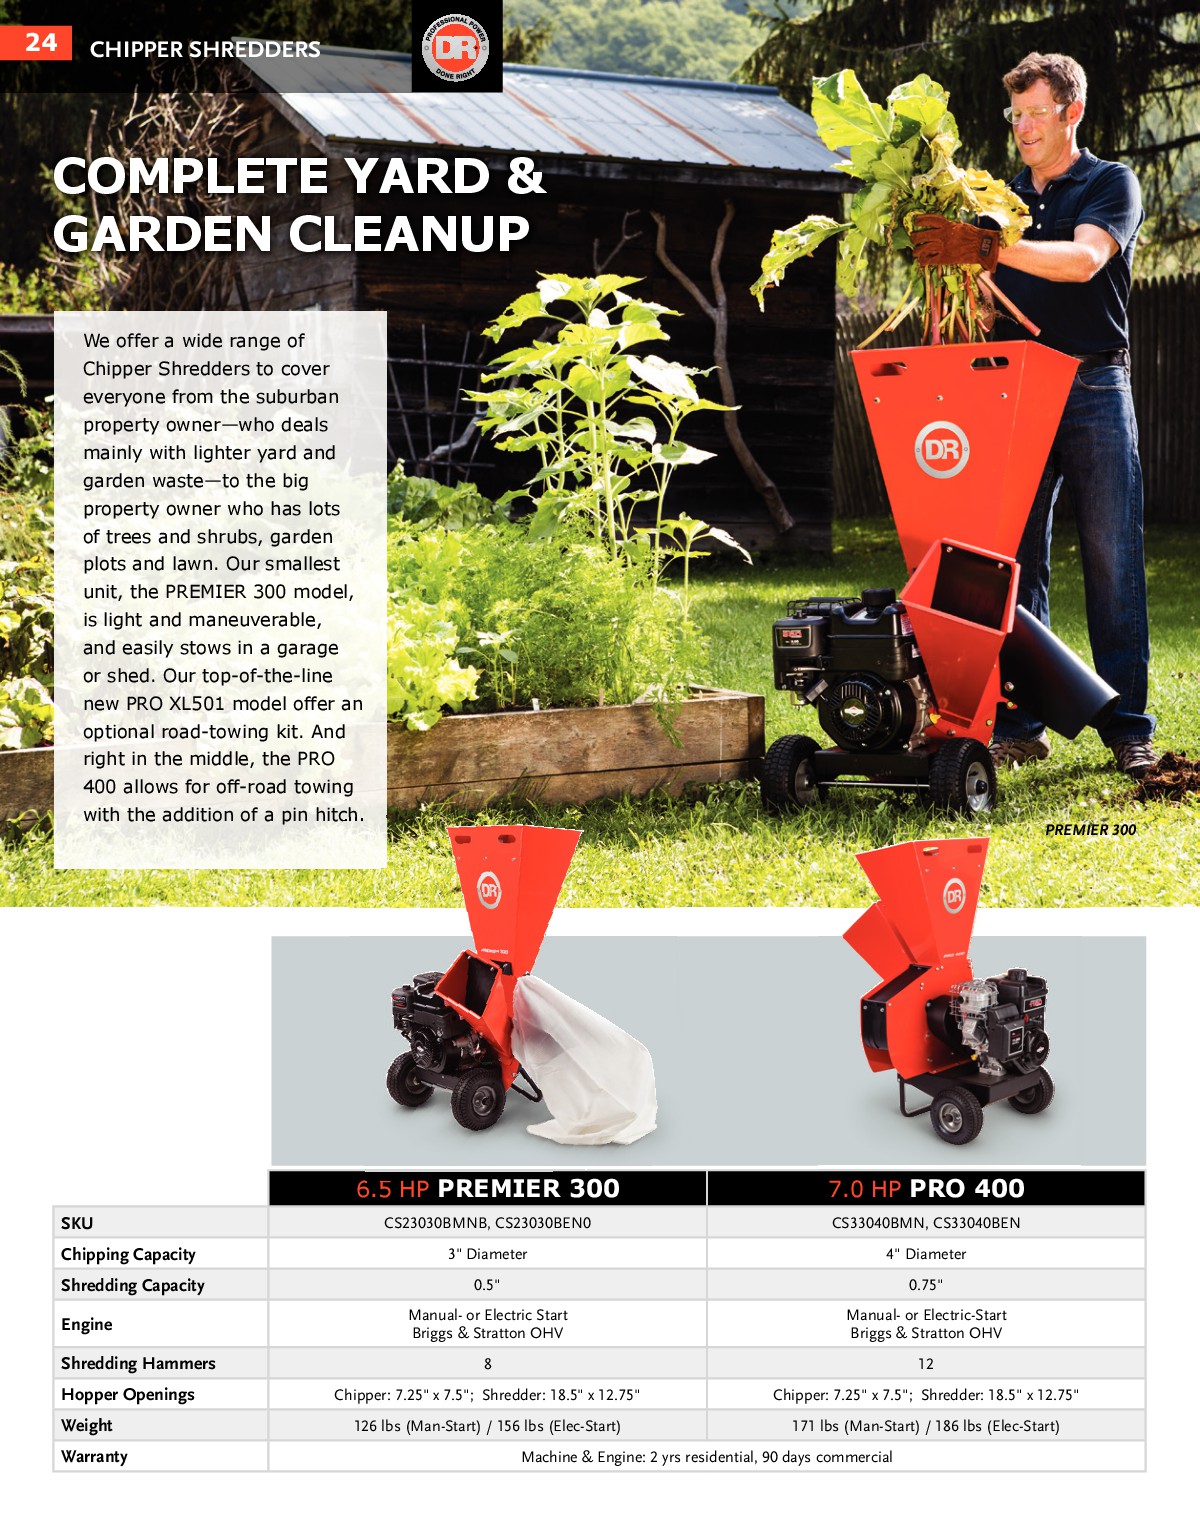 24
CHIPPER SHREDDERS
PROFESSIONAL POWER
DR
DONE RIGHT
COMPLETE YARD &
GARDEN CLEANUP
We offer a wide range of
Chipper Shredders to cover
everyone from the suburban
property owner—who deals
mainly with lighter yard and
garden waste—to the big
property owner who has lots
of trees and shrubs, garden
plots and lawn. Our smallest
unit, the PREMIER 300 model,
is light and maneuverable,
and easily stows in a garage
or shed. Our top-of-the-line
new PRO XL501 model offer an
optional road-towing kit. And
right in the middle, the PRO
400 allows for off-road towing
with the addition of a pin hitch.
DR
PREMIER 300
DR
DR
6.5 HP PREMIER 300
7.0 HP PRO 400
SKU
CS23030BMNB, CS23030BEN0
CS33040BMN, CS33040BEN
Chipping Capacity
3" Diameter
4" Diameter
Shredding Capacity
0.5"
0.75"
Engine
Manual- or Electric Start
Briggs & Stratton OHV
Manual- or Electric-Start
Briggs & Stratton OHV
Shredding Hammers
8
12
Hopper Openings
Chipper: 7.25" x 7.5"; Shredder: 18.5" x 12.75"
Chipper: 7.25" x 7.5"; Shredder: 18.5" x 12.75"
Weight
126 lbs (Man-Start) / 156 lbs (Elec-Start)
171 lbs (Man-Start) / 186 lbs (Elec-Start)
Warranty
Machine & Engine: 2 yrs residential, 90 days commercial